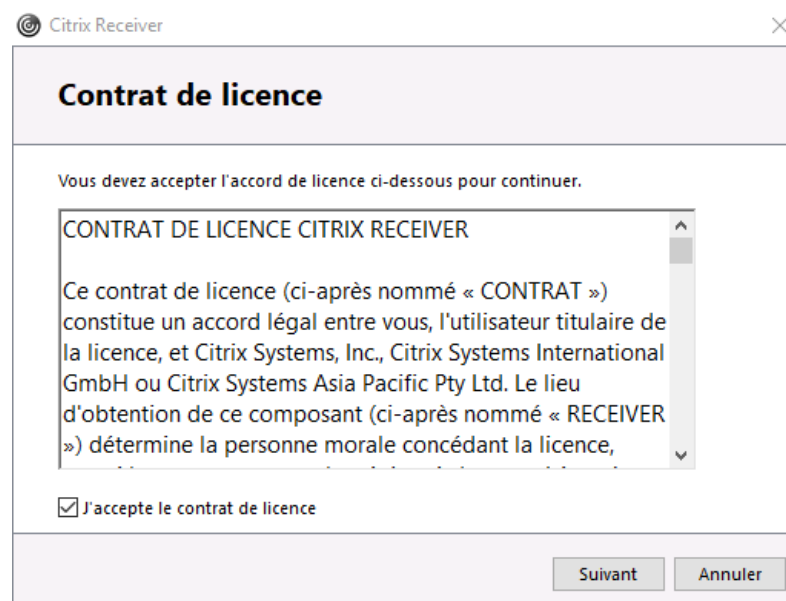 Citrix Receiver
Contrat de licence
Vous devez accepter l'accord de licence ci-dessous pour continuer.
CONTRAT DE LICENCE CITRIX RECEIVER
Ce contrat de licence (ci-après nommé « CONTRAT »)
constitue un accord légal entre vous, l'utilisateur titulaire de
la licence, et Citrix Systems, Inc., Citrix Systems International
GmbH ou Citrix Systems Asia Pacific Pty Ltd. Le lieu
d'obtention de ce composant (ci-après nommé « RECEIVER
») détermine la personne morale concédant la licence,
J'accepte le contrat de licence
Suivant
Annuler